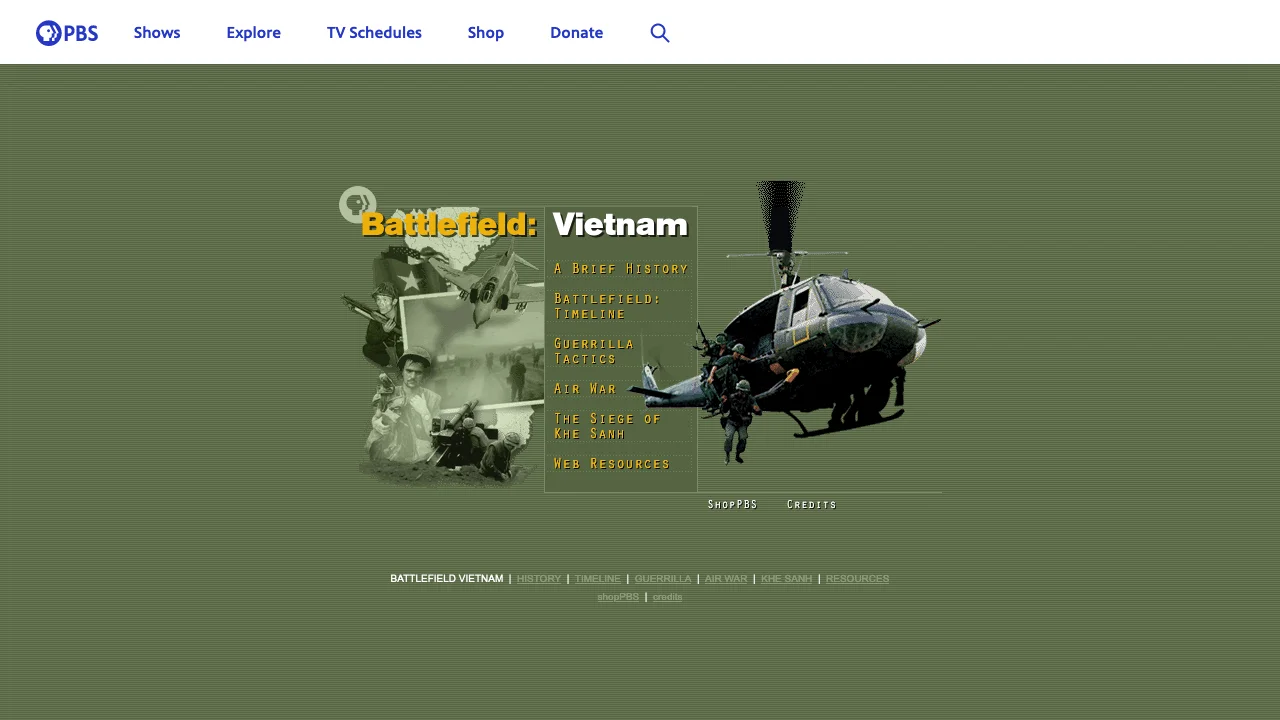 PBS Shows Explore TV Schedules Shop Donate
Battlefield: Vietnam
A Brief History
Battlefield:
Timeline
Guerrilla
Tactics
Air War
The Siege of
Khe Sanh
Web Resources
ShopPBS Credits
BATTLEFIELD VIETNAM | HISTORY | TIMELINE | GUERRILLA | AIR WAR | KHE SANH | RESOURCES
shopPBS | credits